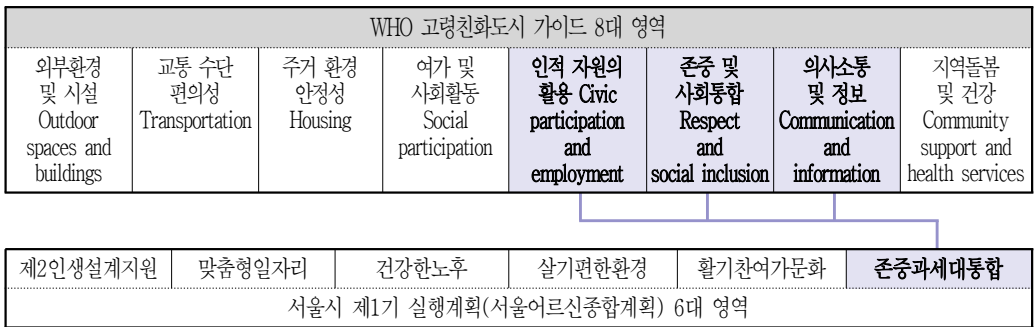 WHO 고령친화도시 가이드 8대 영역
외부환경
및 시설
Outdoor
spaces and
buildings
교통 수단
편의성
Transportation
주거 환경
안정성
Housing
여가 및
사회활동
Social
participation
인적 자원의
활용 Civic
participation
and
employment
존중 및
사회통합
Respect
and
social inclusion
의사소통
및 정보
Communication
and
information
지역돌봄
및 건강
Community
support and
health services
제2인생설계지원
맞춤형일자리
건강한노후
살기편한환경
활기찬여가문화
존중과세대통합
서울시 제1기 실행계획(서울어르신종합계획) 6대 영역